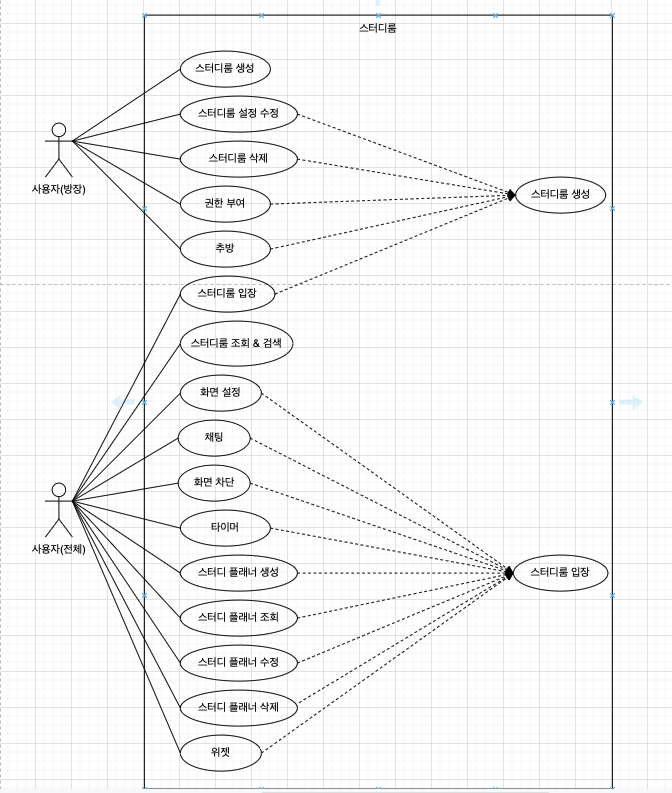 스터디룸
스터디룸 생성
스터디룸 설정 수정
스터디룸 삭제
사용자(방장)
권한 부여
스터디룸 생성
추방
스터디룸 입장
스터디룸 조회 & 검색
화면 설정
채팅
화면 차단
타이머
사용자(전체)
스터디 플래너 생성
스터디룸 입장
스터디 플래너 조회
스터디 플래너 수정
스터디 플래너 삭제
위젯